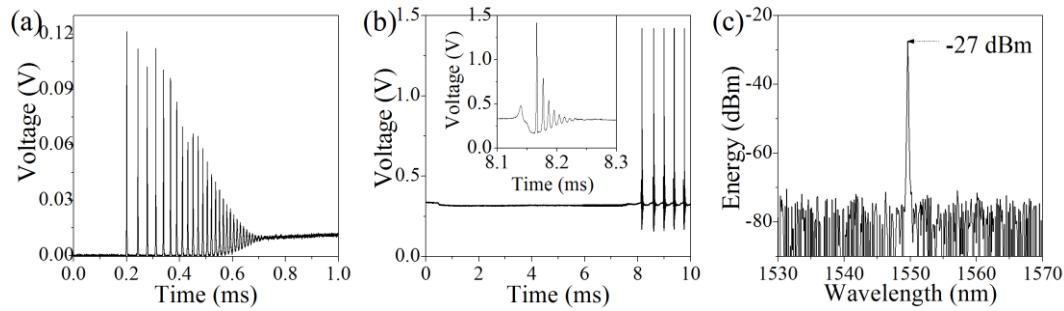 (a)
0.12
0.09
0.06
0.03
0.00
Voltage (V)
0.0 0.2 0.4 0.6 0.8 1.0
Time (ms)
(b)
1.5
1.0
0.5
0.0
Voltage (V)
0 2 4 6 8 10
Time (ms)
1.5
1.0
0.5
0.0
Voltage (V)
8.1 8.2 8.3
Time (ms)
(c)
-20
-40
-60
-80
Energy (dBm)
-27 dBm
1530 1540 1550 1560 1570
Wavelength (nm)